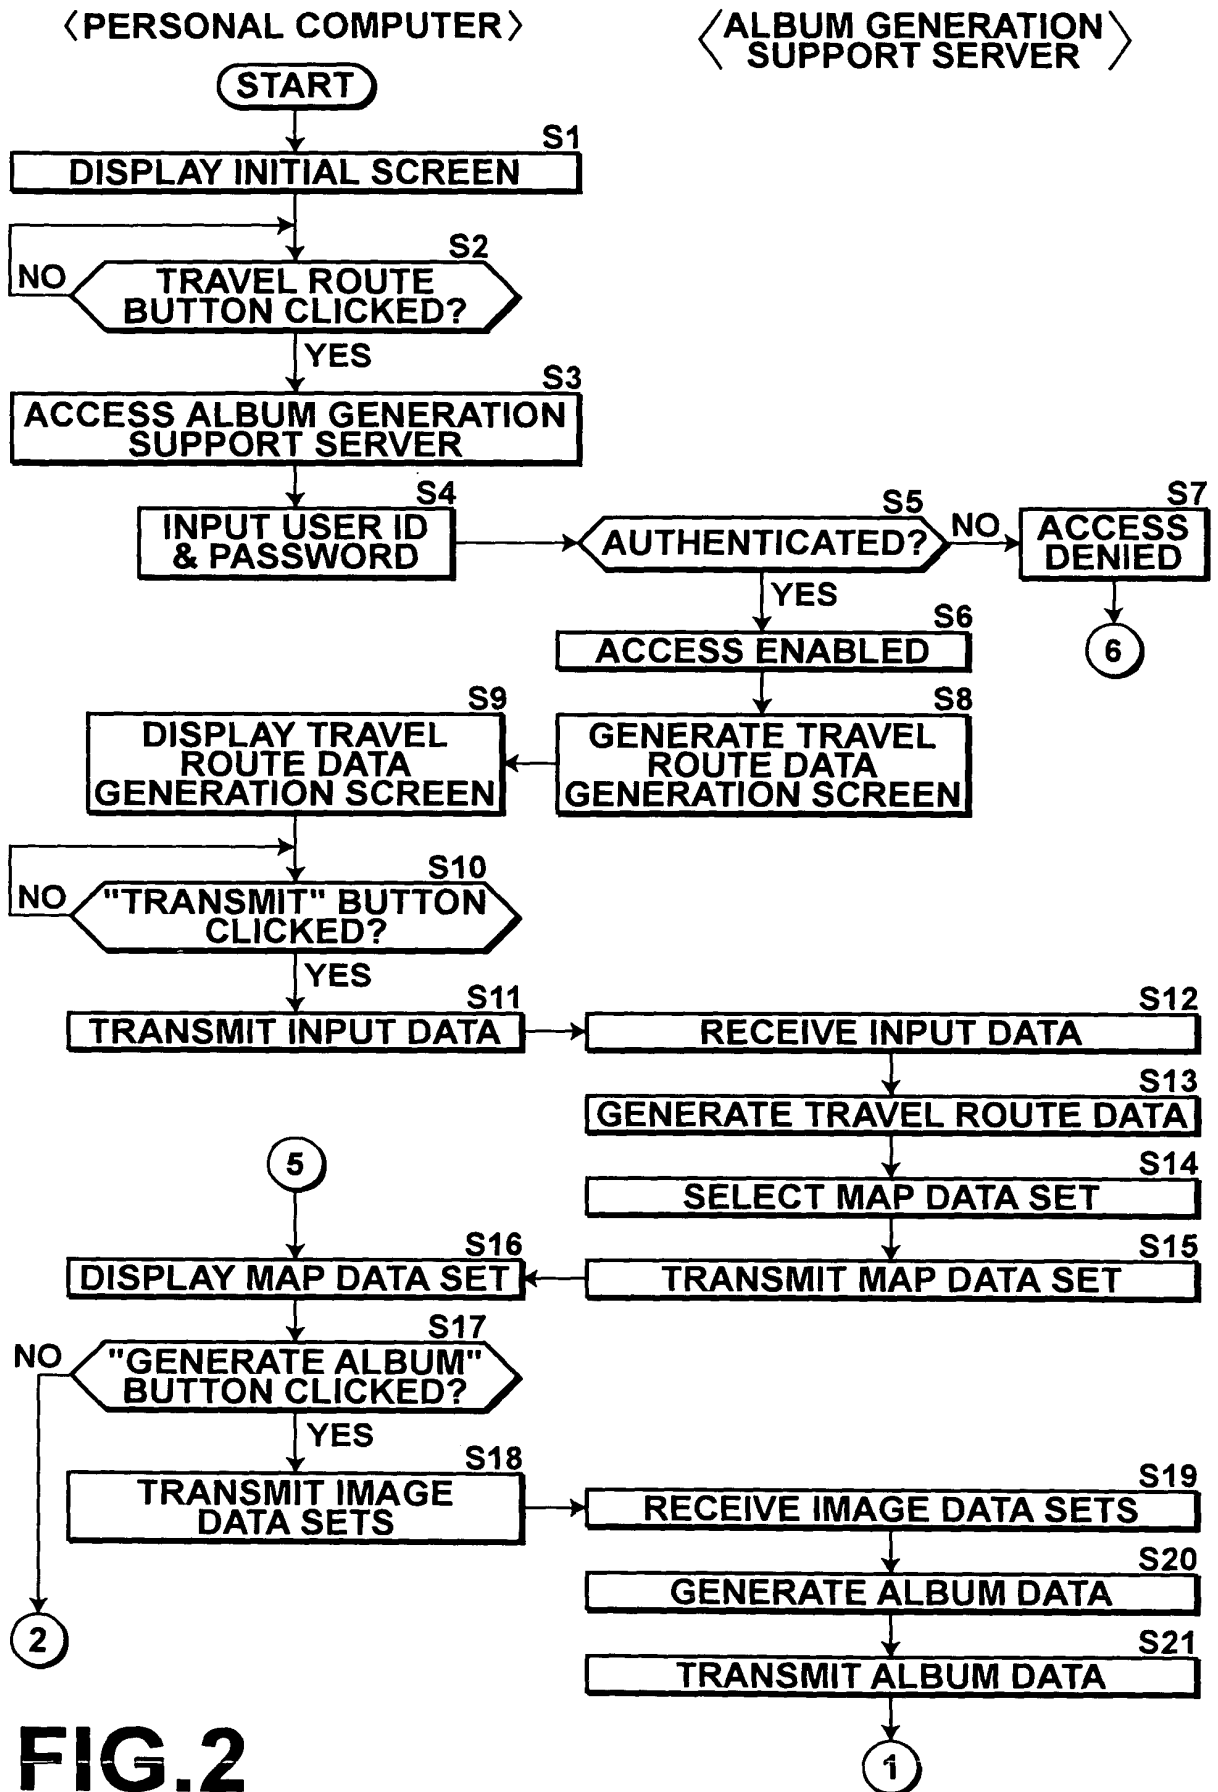 〈PERSONAL COMPUTER〉
〈ALBUM GENERATION
SUPPORT SERVER〉
START
S1
DISPLAY INITIAL SCREEN
S2
NO
TRAVEL ROUTE
BUTTON CLICKED?
YES
S3
ACCESS ALBUM GENERATION
SUPPORT SERVER
S4
INPUT USER ID
& PASSWORD
S5
AUTHENTICATED?
NO
S7
ACCESS
DENIED
YES
6
S6
ACCESS ENABLED
S8
GENERATE TRAVEL
ROUTE DATA
GENERATION SCREEN
S9
DISPLAY TRAVEL
ROUTE DATA
GENERATION SCREEN
S10
NO
"TRANSMIT" BUTTON
CLICKED?
YES
S11
TRANSMIT INPUT DATA
S12
RECEIVE INPUT DATA
S13
GENERATE TRAVEL ROUTE DATA
S14
SELECT MAP DATA SET
S15
TRANSMIT MAP DATA SET
5
S16
DISPLAY MAP DATA SET
S17
NO
"GENERATE ALBUM"
BUTTON CLICKED?
YES
S18
TRANSMIT IMAGE
DATA SETS
S19
RECEIVE IMAGE DATA SETS
S20
GENERATE ALBUM DATA
S21
TRANSMIT ALBUM DATA
2
1
FIG.2